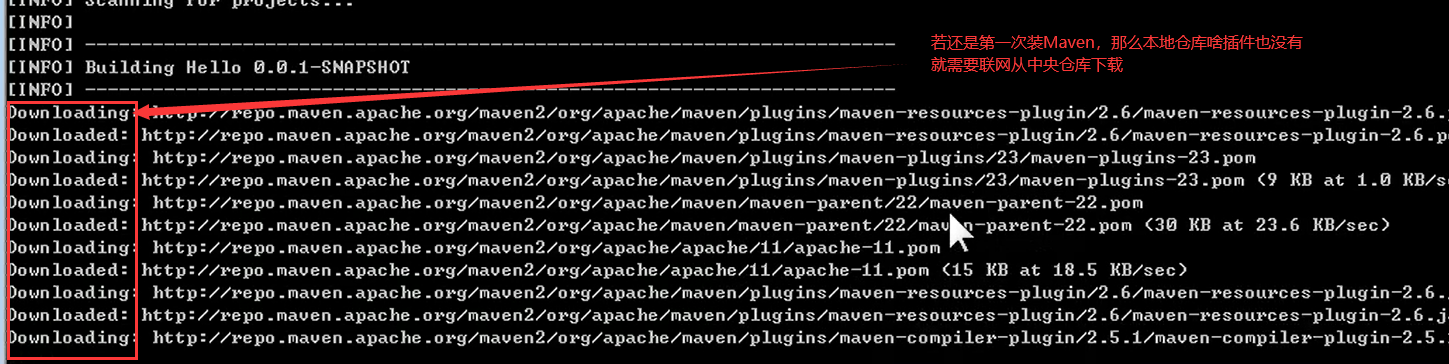 [INFO] Scanning for projects...
[INFO]
[INFO] ------------------------------------------------------------------------
若还是第一次装Maven，那么本地仓库啥插件也没有
就需要联网从中央仓库下载
[INFO] Building Hello 0.0.1-SNAPSHOT
[INFO] ------------------------------------------------------------------------
Downloading: http://repo.maven.apache.org/maven2/org/apache/maven/plugins/maven-resources-plugin/2.6/maven-resources-plugin-2.6.
Downloaded: http://repo.maven.apache.org/maven2/org/apache/maven/plugins/maven-resources-plugin/2.6/maven-resources-plugin-2.6.p
Downloading: http://repo.maven.apache.org/maven2/org/apache/maven/plugins/maven-plugins/23/maven-plugins-23.pom
Downloaded: http://repo.maven.apache.org/maven2/org/apache/maven/plugins/maven-plugins/23/maven-plugins-23.pom (9 KB at 1.0 KB/se
Downloading: http://repo.maven.apache.org/maven2/org/apache/maven/maven-parent/22/maven-parent-22.pom
Downloaded: http://repo.maven.apache.org/maven2/org/apache/maven/maven-parent/22/maven-parent-22.pom (30 KB at 23.6 KB/sec)
Downloading: http://repo.maven.apache.org/maven2/org/apache/apache/11/apache-11.pom
Downloaded: http://repo.maven.apache.org/maven2/org/apache/apache/11/apache-11.pom (15 KB at 18.5 KB/sec)
Downloading: http://repo.maven.apache.org/maven2/org/apache/maven/plugins/maven-resources-plugin/2.6/maven-resources-plugin-2.6.
Downloaded: http://repo.maven.apache.org/maven2/org/apache/maven/plugins/maven-resources-plugin/2.6/maven-resources-plugin-2.6.j
Downloading: http://repo.maven.apache.org/maven2/org/apache/maven/plugins/maven-compiler-plugin/2.5.1/maven-compiler-plugin-2.5.